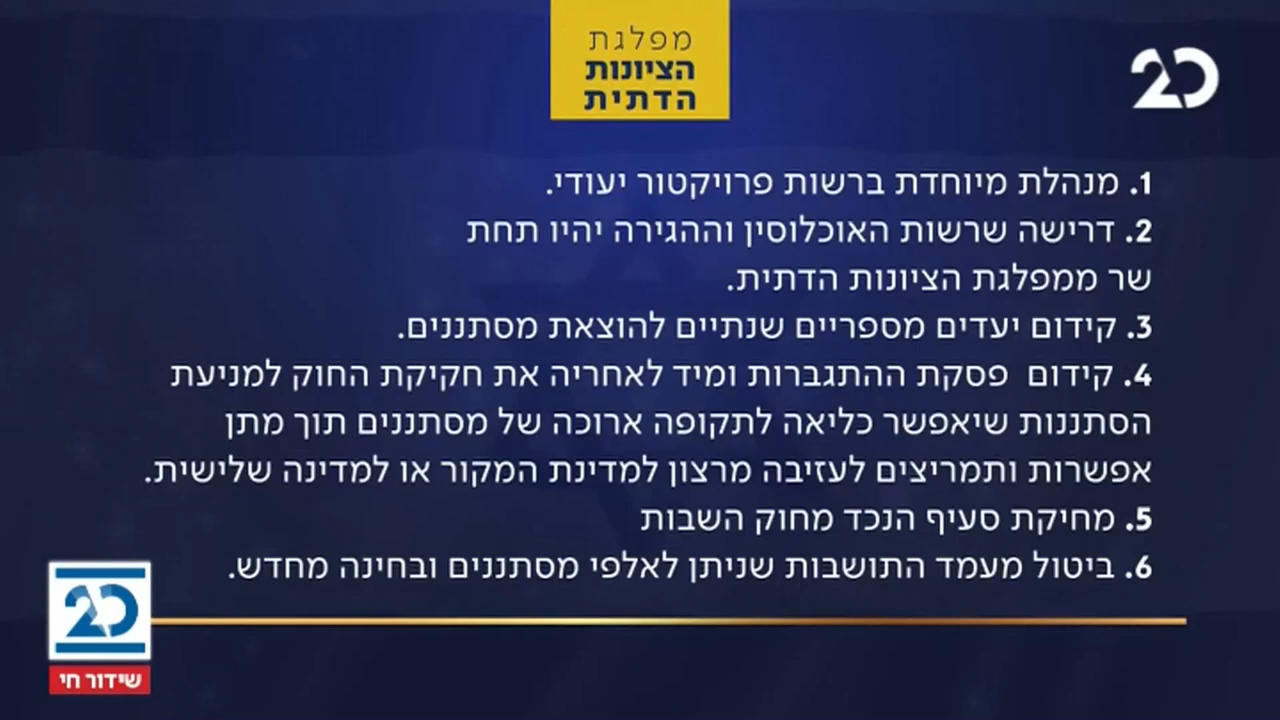 מפלגת
הציונות
הדתית
20
1. מנהלת מיוחדת ברשות פרויקטור יעודי.
2. דרישה שרשות האוכלוסין וההגירה יהיו תחת
שר ממפלגת הציונות הדתית.
3. קידום יעדים מספריים שנתיים להוצאת מסתננים.
4. קידום פסקת ההתגברות ומיד לאחריה את חקיקת החוק למניעת
הסתננות שיאפשר כליאה לתקופה ארוכה של מסתננים תוך מתן
אפשרות ותמריצים לעזיבה מרצון למדינת המקור או למדינה שלישית.
5. מחיקת סעיף הנכד מחוק השבות
6. ביטול מעמד התושבות שניתן לאלפי מסתננים ובחינה מחדש.
20
שידור חי